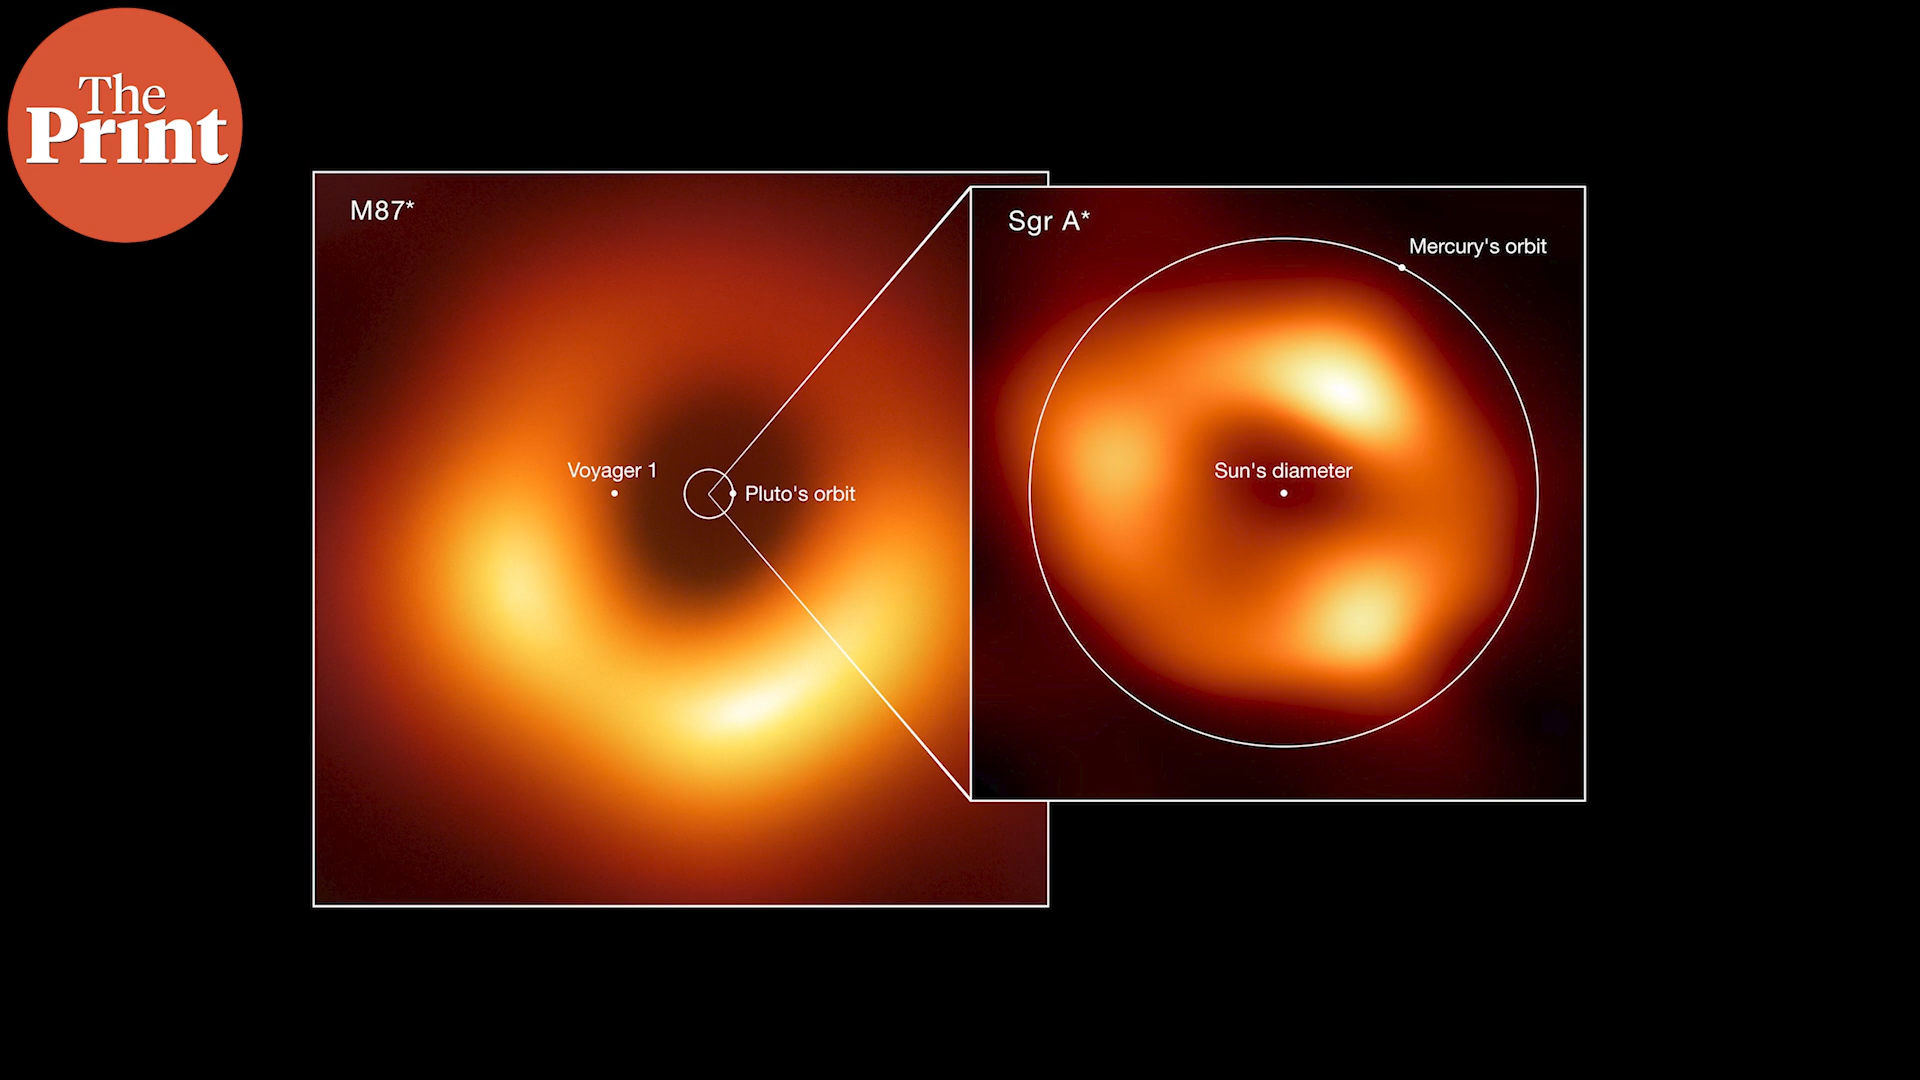 The
Print
M87*
Sgr A*
Mercury's orbit
Voyager 1
Pluto's orbit
Sun's diameter